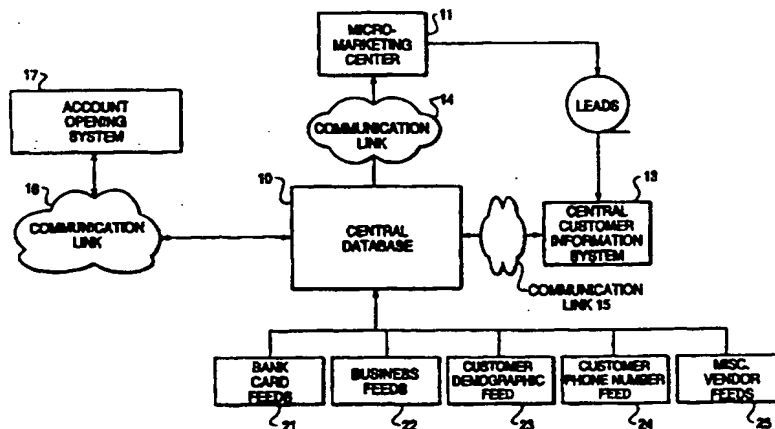 11
MICRO-
MARKETING
CENTER
17
ACCOUNT
OPENING
SYSTEM
14
COMMUNICATION
LINK
LEADS
16
COMMUNICATION
LINK
10
CENTRAL
DATABASE
13
CENTRAL
CUSTOMER
INFORMATION
SYSTEM
COMMUNICATION
LINK 15
BANK
CARD
FEEDS
21
BUSINESS
FEEDS
22
CUSTOMER
DEMOGRAPHIC
FEED
23
CUSTOMER
PHONE NUMBER
FEED
24
MISC.
VENDOR
FEEDS
25